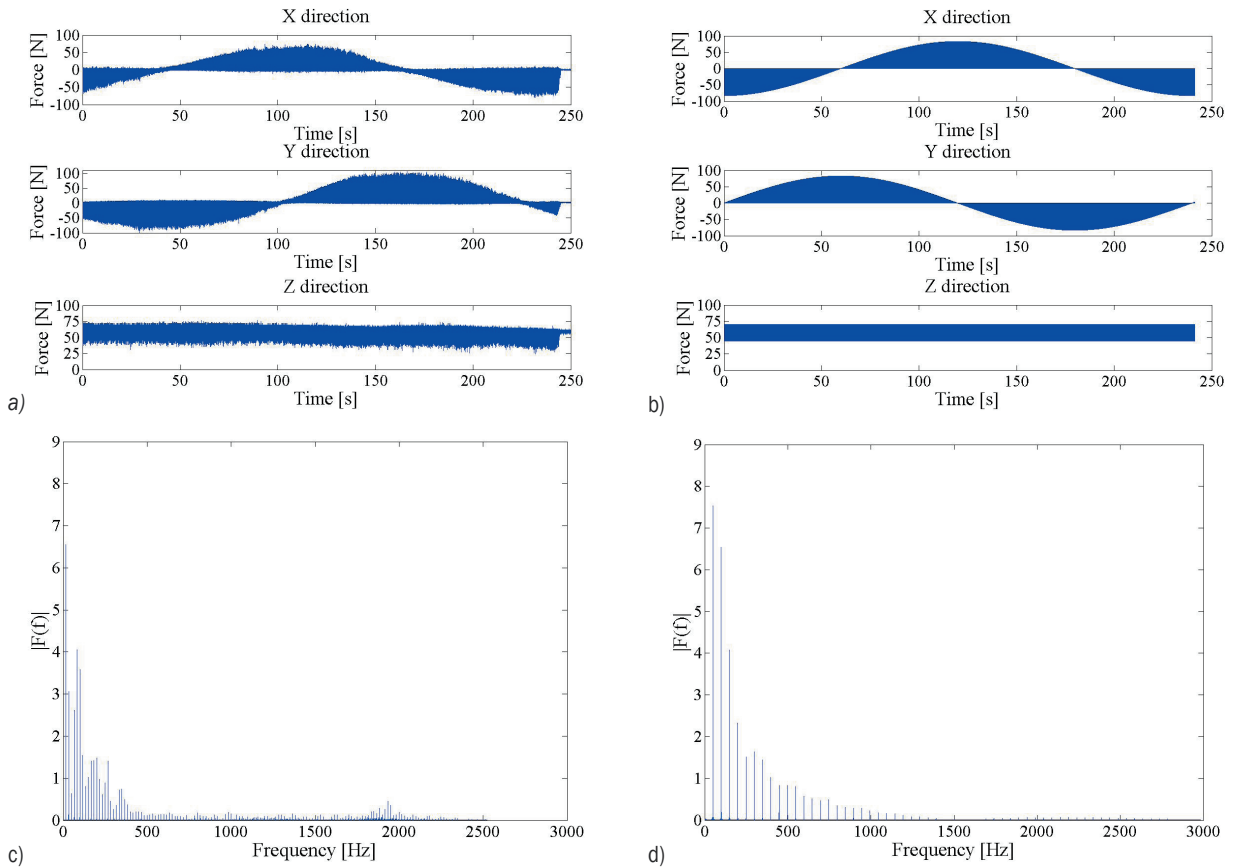 X direction
Force [N]
100
50
0
-50
-100
0 50 100 150 200 250
Time [s]
Y direction
Force [N]
100
50
0
-50
-100
0 50 100 150 200 250
Time [s]
Z direction
Force [N]
100
75
50
25
0
0 50 100 150 200 250
Time [s]
a)
X direction
Force [N]
100
50
0
-50
-100
0 50 100 150 200 250
Time [s]
Y direction
Force [N]
100
50
0
-50
-100
0 50 100 150 200 250
Time [s]
Z direction
Force [N]
100
75
50
25
0
0 50 100 150 200 250
Time [s]
b)
9
8
7
6
5
4
3
2
1
0
|F(f)|
0 500 1000 1500 2000 2500 3000
Frequency [Hz]
c)
9
8
7
6
5
4
3
2
1
0
|F(f)|
0 500 1000 1500 2000 2500 3000
Frequency [Hz]
d)